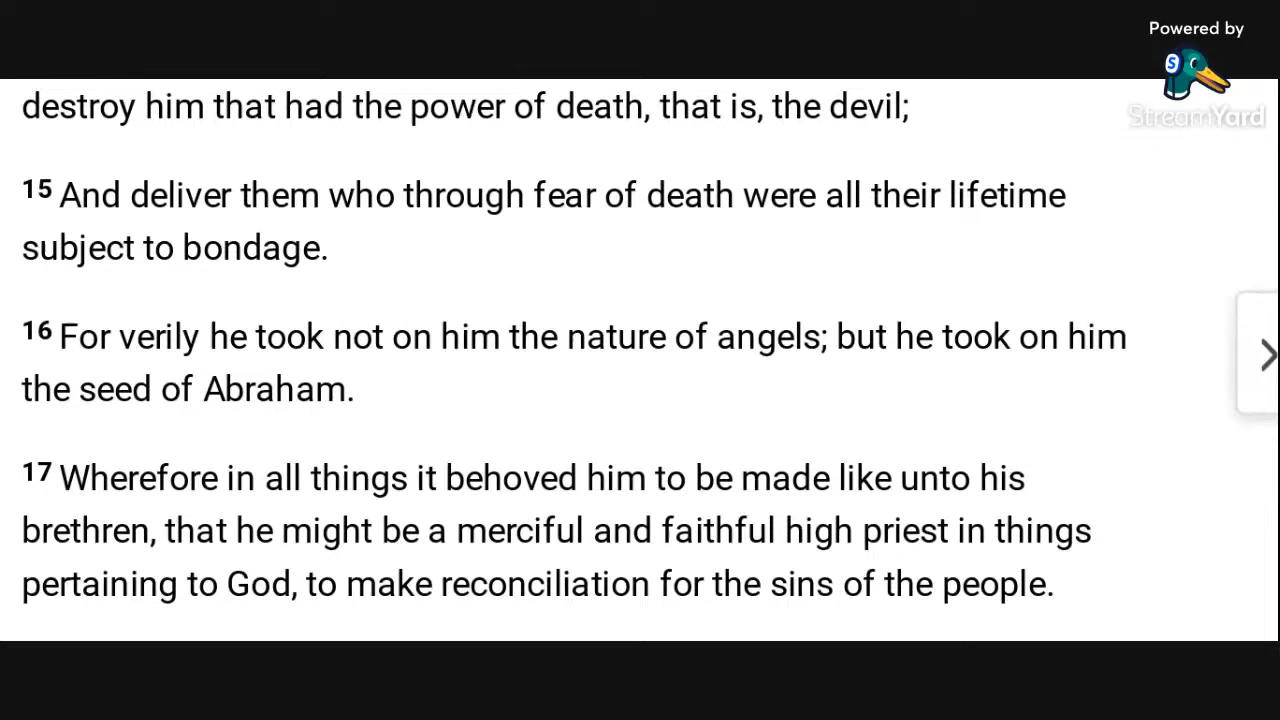 Powered by
S
StreamYard
destroy him that had the power of death, that is, the devil;
15 And deliver them who through fear of death were all their lifetime
subject to bondage.
16 For verily he took not on him the nature of angels; but he took on him
the seed of Abraham.
17 Wherefore in all things it behoved him to be made like unto his
brethren, that he might be a merciful and faithful high priest in things
pertaining to God, to make reconciliation for the sins of the people.